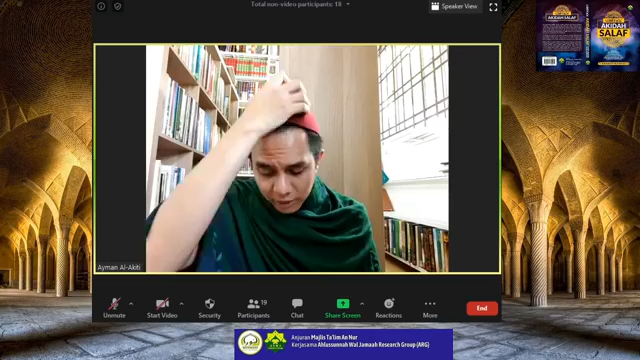 Total non-video participants: 18
Speaker View
AKIDAH
SALAF
Ayman Al-Akiti
Unmute
Start Video
Security
19
Participants
Chat
Share Screen
Reactions
More
End
Anjuran Majlis Ta'lim An Nur
Kerjasama Ahlussunnah Wal Jamaah Research Group (ARG)